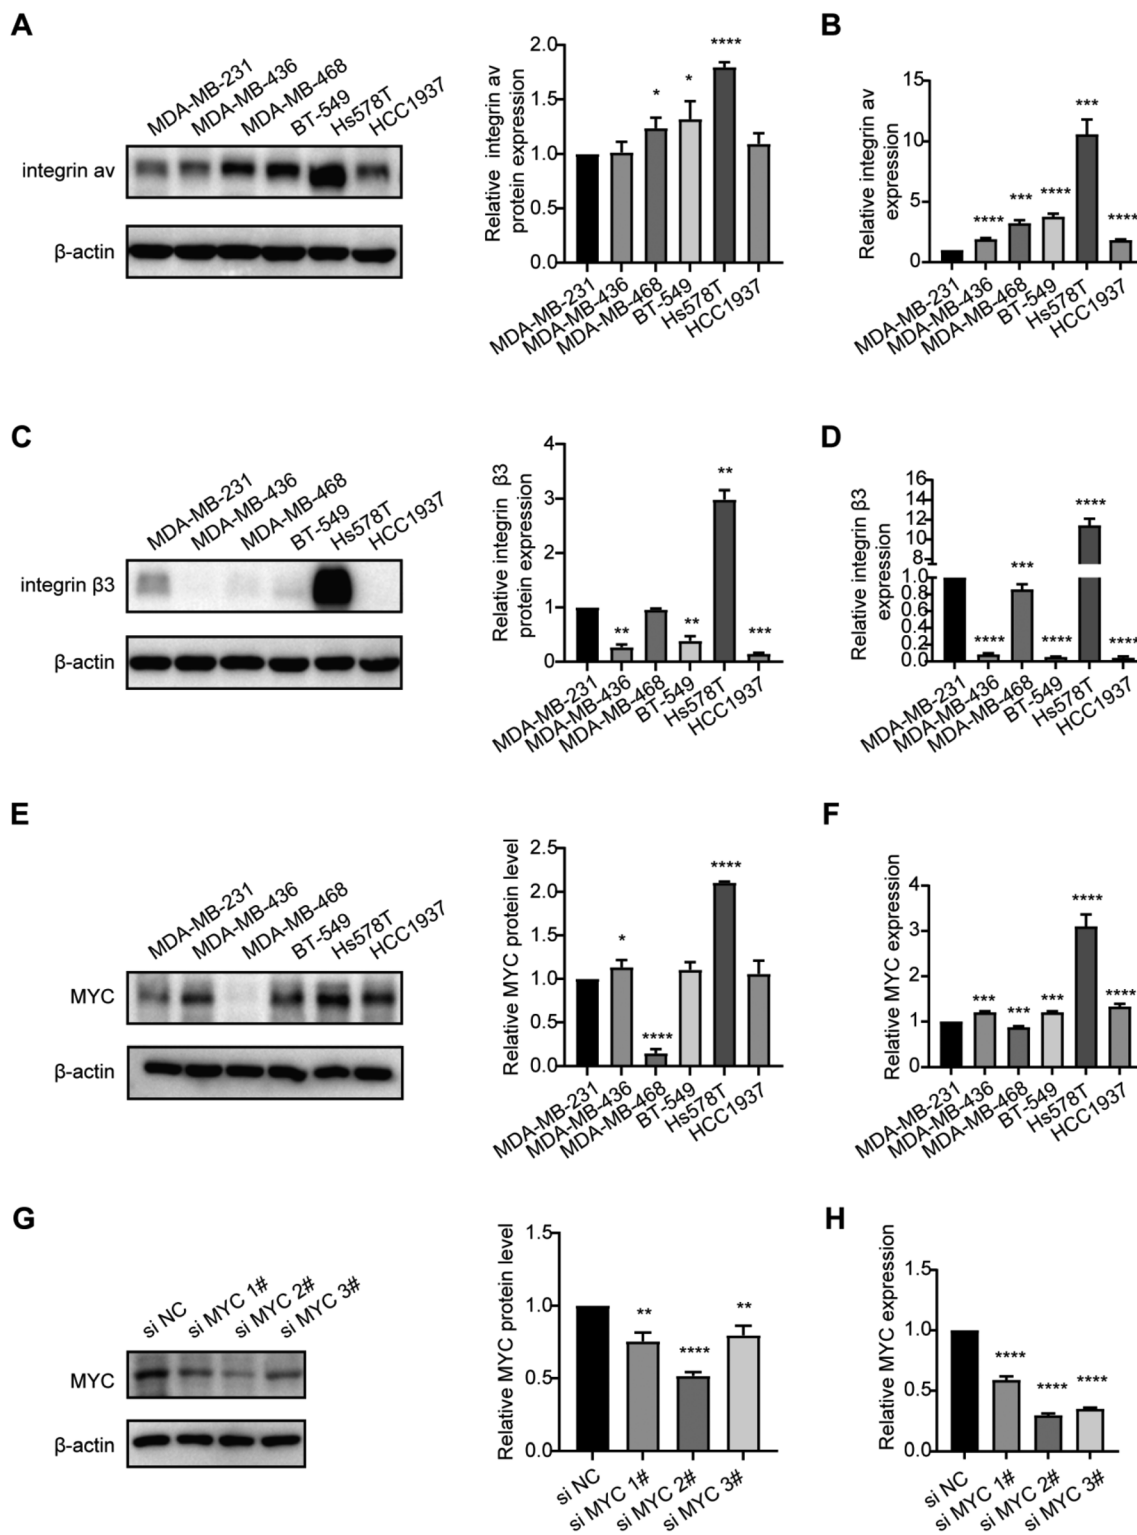 A
MDA-MB-231
MDA-MB-436
MDA-MB-468
BT-549
Hs578T
HCC1937
integrin av
β-actin
Relative integrin av
protein expression
2.0
1.5
1.0
0.5
0.0
*
*
****
MDA-MB-231
MDA-MB-436
MDA-MB-468
BT-549
Hs578T
HCC1937
B
Relative integrin av
expression
15
10
5
0
****
***
****
***
****
MDA-MB-231
MDA-MB-436
MDA-MB-468
BT-549
Hs578T
HCC1937
C
MDA-MB-231
MDA-MB-436
MDA-MB-468
BT-549
Hs578T
HCC1937
integrin β3
β-actin
Relative integrin β3
protein expression
4
3
2
1
0
**
**
**
***
MDA-MB-231
MDA-MB-436
MDA-MB-468
BT-549
Hs578T
HCC1937
D
Relative integrin β3
expression
16
14
12
10
8
6
4
2
1.0
0.8
0.6
0.4
0.2
0.0
****
***
****
****
****
MDA-MB-231
MDA-MB-436
MDA-MB-468
BT-549
Hs578T
HCC1937
E
MDA-MB-231
MDA-MB-436
MDA-MB-468
BT-549
Hs578T
HCC1937
MYC
β-actin
Relative MYC protein level
2.5
2.0
1.5
1.0
0.5
0.0
*
****
****
MDA-MB-231
MDA-MB-436
MDA-MB-468
BT-549
Hs578T
HCC1937
F
Relative MYC expression
4
3
2
1
0
***
***
***
****
****
MDA-MB-231
MDA-MB-436
MDA-MB-468
BT-549
Hs578T
HCC1937
G
si NC
si MYC 1#
si MYC 2#
si MYC 3#
MYC
β-actin
Relative MYC protein level
1.5
1.0
0.5
0.0
**
****
**
si NC
si MYC 1#
si MYC 2#
si MYC 3#
H
Relative MYC expression
1.5
1.0
0.5
0.0
****
****
****
si NC
si MYC 1#
si MYC 2#
si MYC 3#